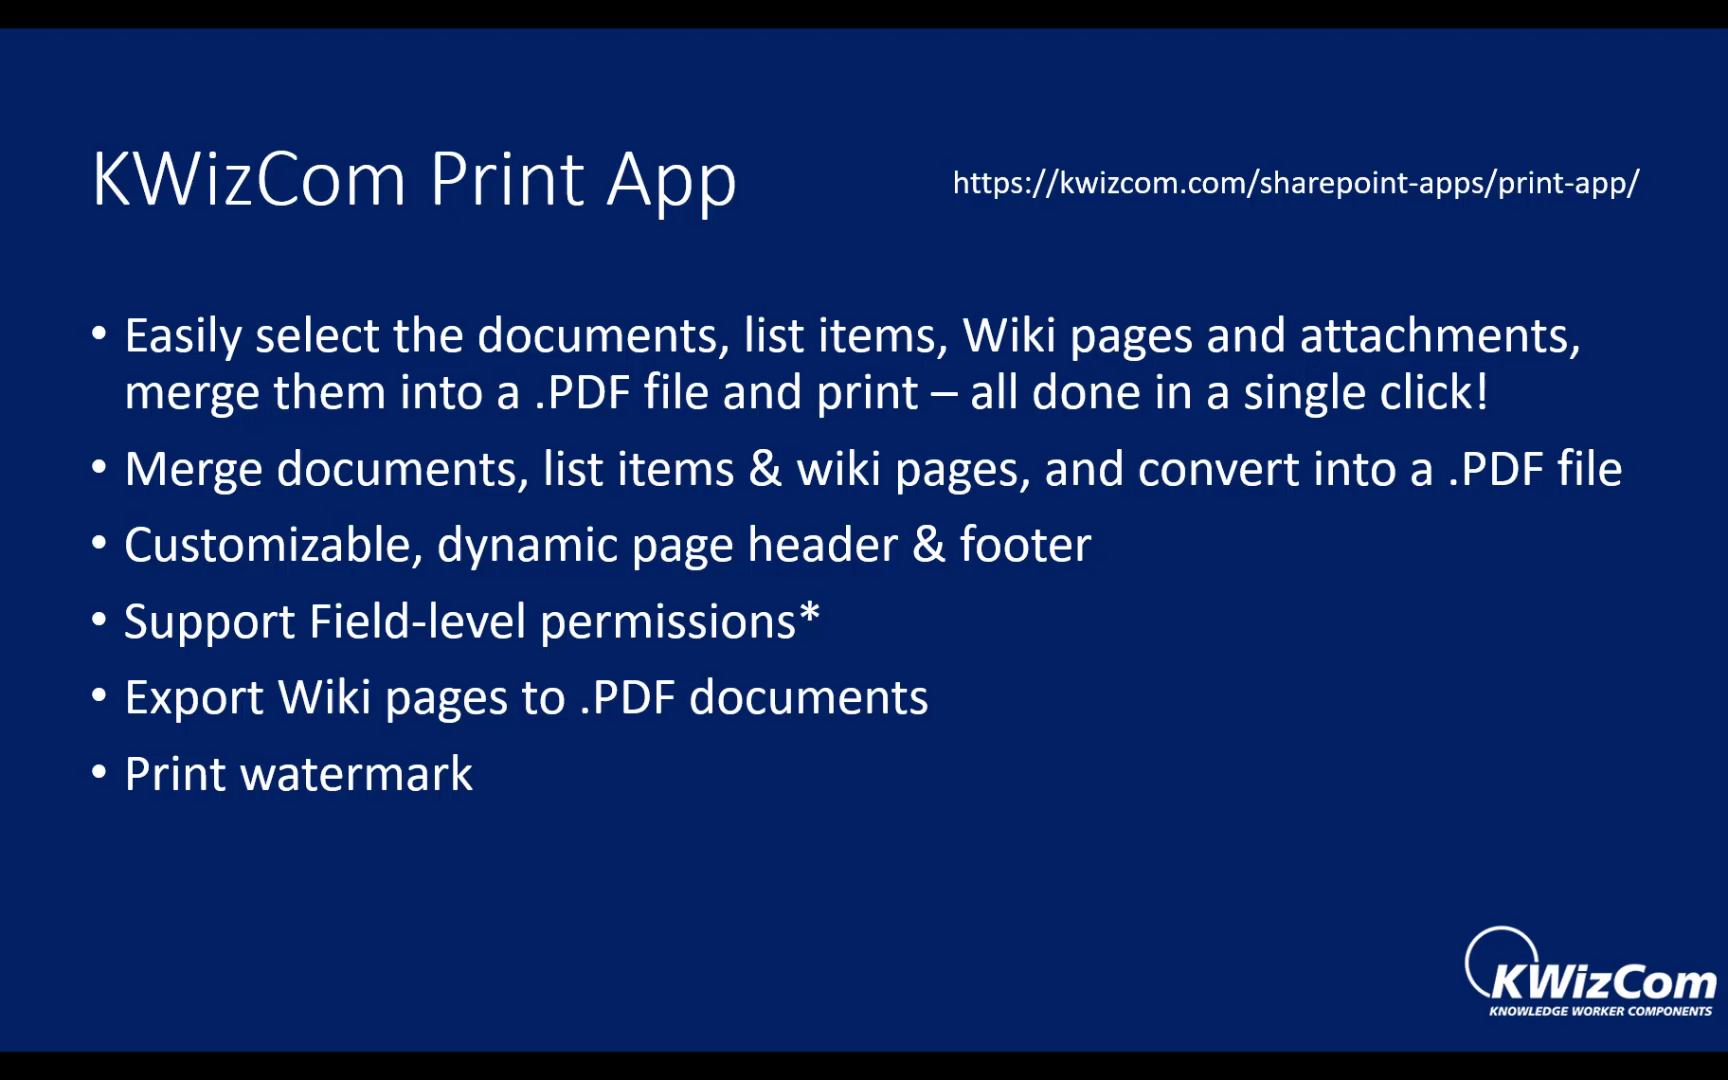 KWizCom Print App
https://kwizcom.com/sharepoint-apps/print-app/
• Easily select the documents, list items, Wiki pages and attachments,
merge them into a .PDF file and print – all done in a single click!
• Merge documents, list items & wiki pages, and convert into a .PDF file
• Customizable, dynamic page header & footer
• Support Field-level permissions*
• Export Wiki pages to .PDF documents
• Print watermark
KWizCom
KNOWLEDGE WORKER COMPONENTS